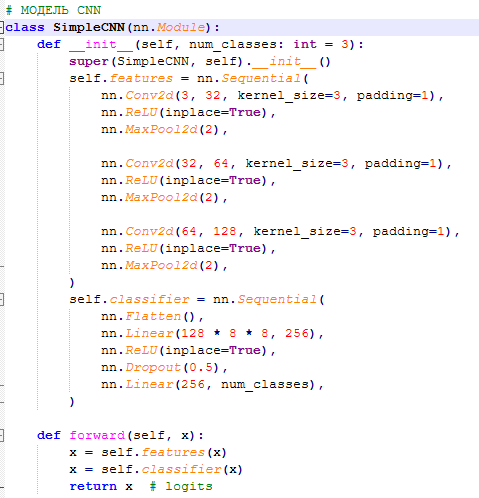 # МОДЕЛЬ CNN
class SimpleCNN(nn.Module):
    def __init__(self, num_classes: int = 3):
        super(SimpleCNN, self).__init__()
        self.features = nn.Sequential(
            nn.Conv2d(3, 32, kernel_size=3, padding=1),
            nn.ReLU(inplace=True),
            nn.MaxPool2d(2),

            nn.Conv2d(32, 64, kernel_size=3, padding=1),
            nn.ReLU(inplace=True),
            nn.MaxPool2d(2),

            nn.Conv2d(64, 128, kernel_size=3, padding=1),
            nn.ReLU(inplace=True),
            nn.MaxPool2d(2),
        )
        self.classifier = nn.Sequential(
            nn.Flatten(),
            nn.Linear(128 * 8 * 8, 256),
            nn.ReLU(inplace=True),
            nn.Dropout(0.5),
            nn.Linear(256, num_classes),
        )

    def forward(self, x):
        x = self.features(x)
        x = self.classifier(x)
        return x  # logits